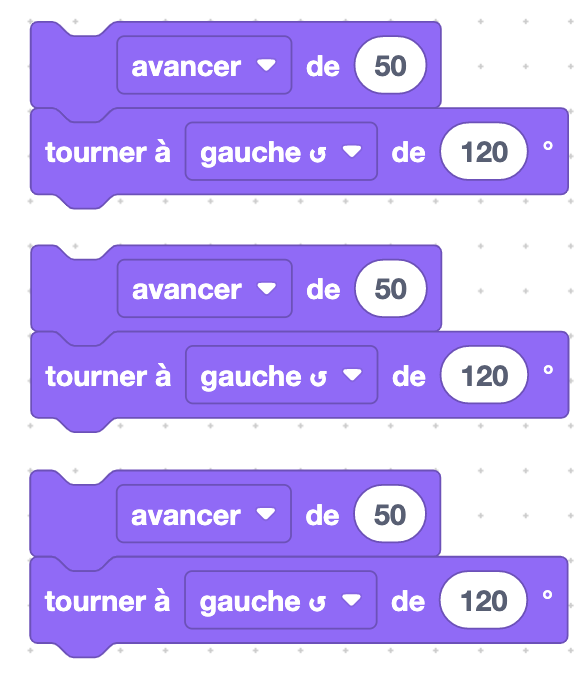 avancer de 50
tourner à gauche ↺ de 120 °
avancer de 50
tourner à gauche ↺ de 120 °
avancer de 50
tourner à gauche ↺ de 120 °